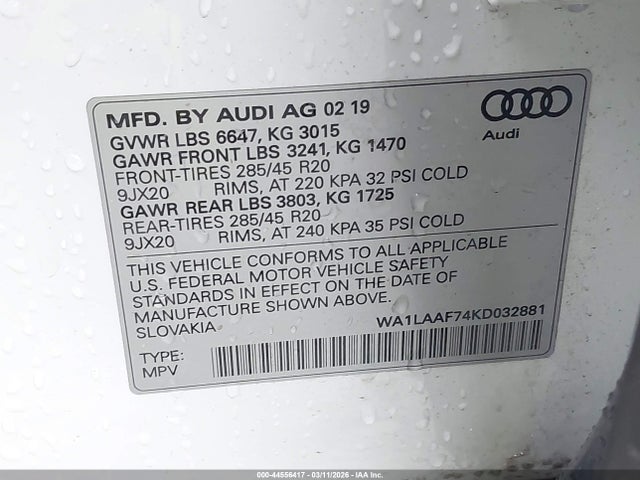 MFD. BY AUDI AG 02 19
GVWR LBS 6647, KG 3015
GAWR FRONT LBS 3241, KG 1470
FRONT-TIRES 285/45 R20
9JX20 RIMS, AT 220 KPA 32 PSI COLD
GAWR REAR LBS 3803, KG 1725
REAR-TIRES 285/45 R20
9JX20 RIMS, AT 240 KPA 35 PSI COLD
Audi
THIS VEHICLE CONFORMS TO ALL APPLICABLE
U.S. FEDERAL MOTOR VEHICLE SAFETY
STANDARDS IN EFFECT ON THE DATE OF
MANUFACTURE SHOWN ABOVE.
SLOVAKIA
WA1LAAF74KD032881
TYPE:
MPV
000-44556417 - 03/11/2026 - IAA Inc.